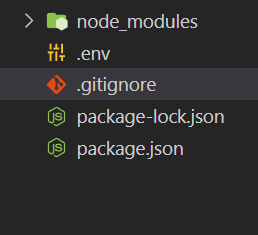 node_modules
.env
.gitignore
package-lock.json
package.json